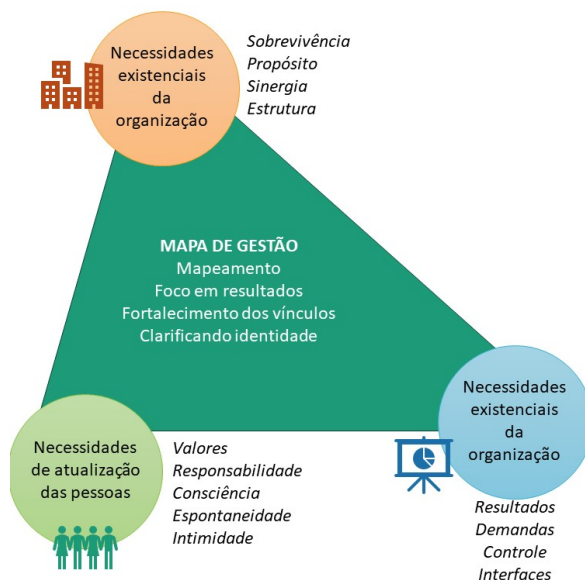 Necessidades
existenciais
da
organização
Sobrevivência
Propósito
Sinergia
Estrutura
MAPA DE GESTÃO
Mapeamento
Foco em resultados
Fortalecimento dos vínculos
Clarificando identidade
Necessidades
existenciais
da
organização
Resultados
Demandas
Controle
Interfaces
Necessidades
de atualização
das pessoas
Valores
Responsabilidade
Consciência
Espontaneidade
Intimidade